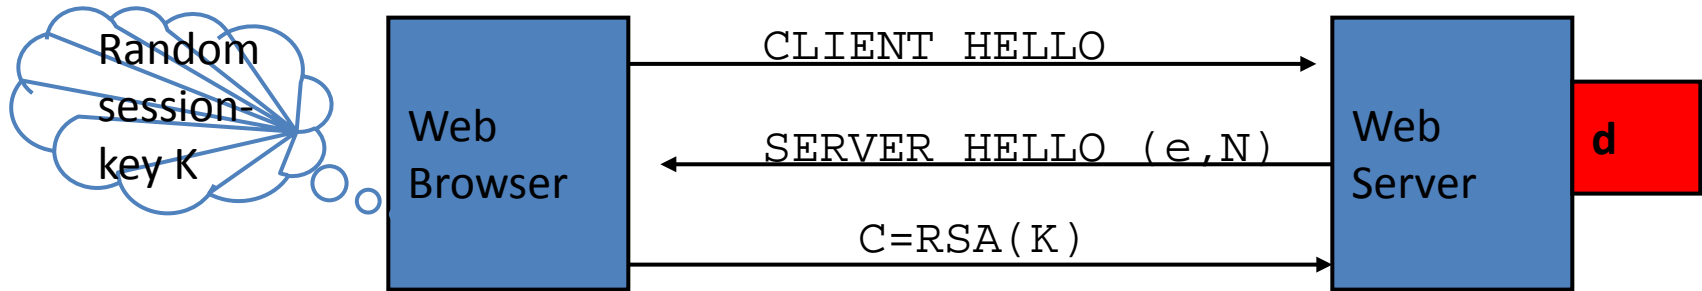 Random
session-
key K
Web
Browser
CLIENT HELLO
SERVER HELLO (e,N)
C=RSA(K)
Web
Server
d